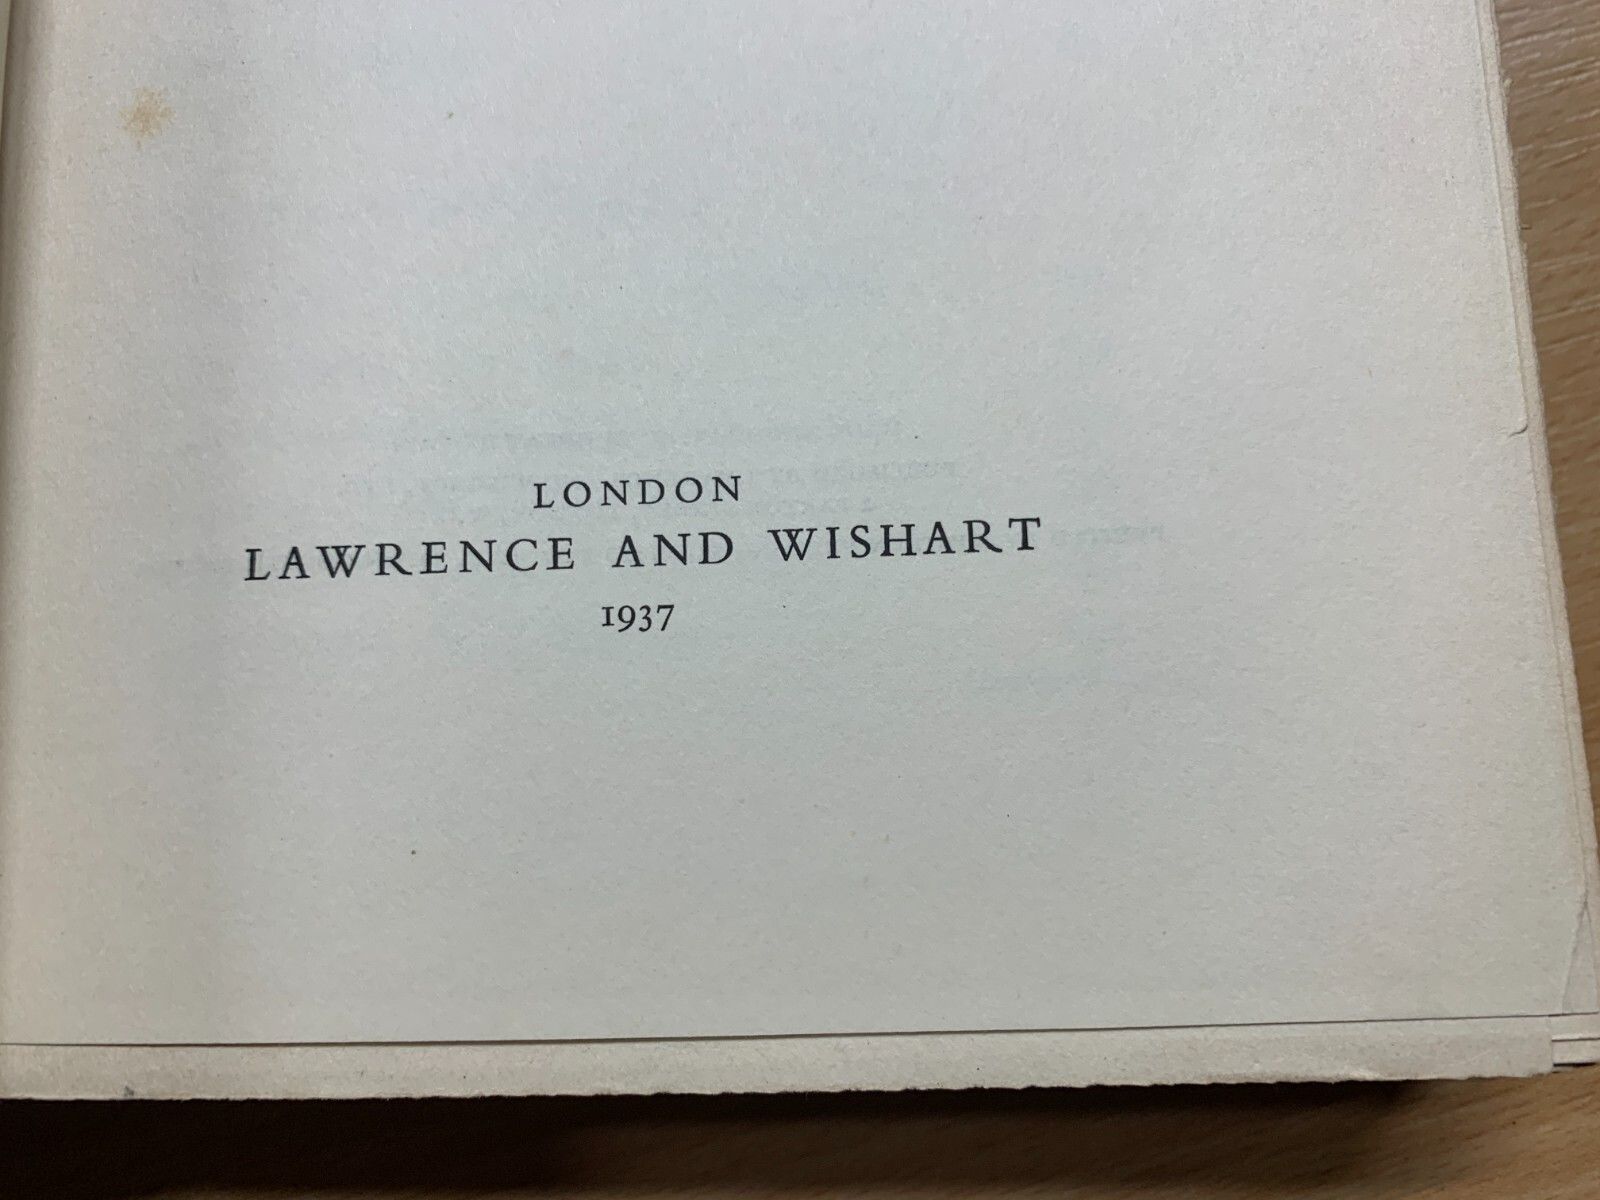 LONDON
LAWRENCE AND WISHART
1937